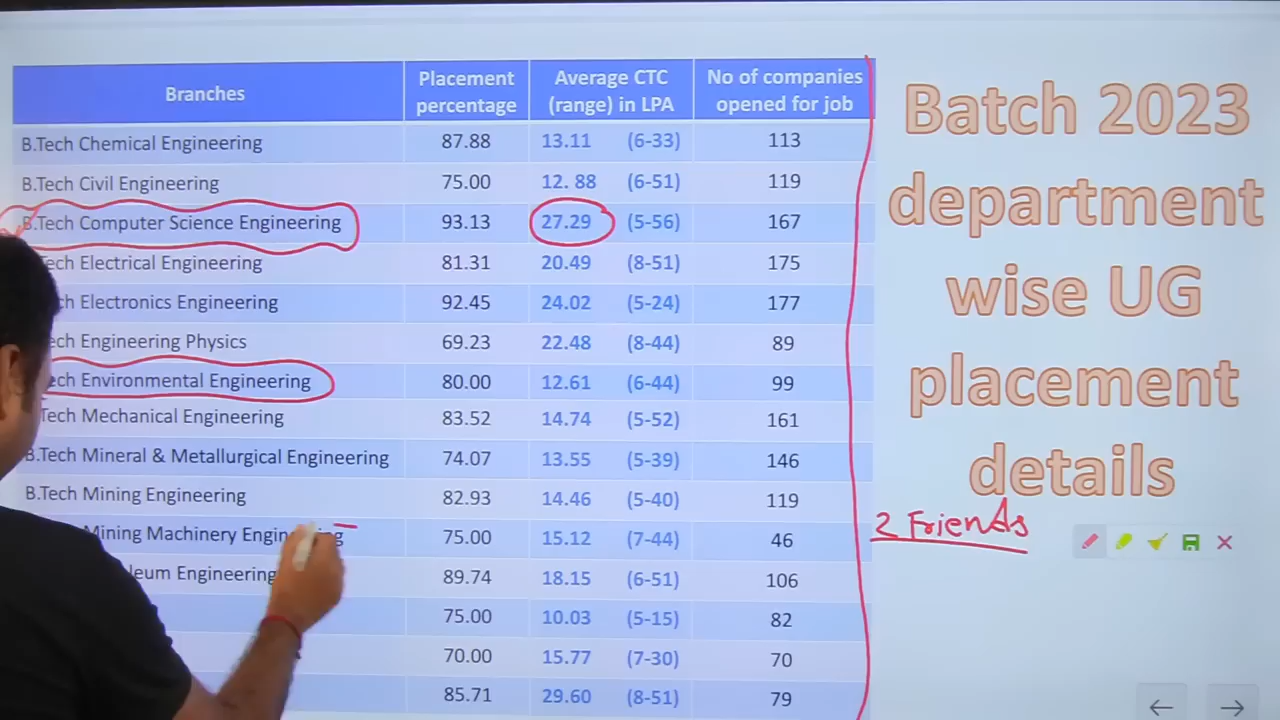 Branches Placement percentage Average CTC (range) in LPA No of companies opened for job
B.Tech Chemical Engineering 87.88 13.11 (6-33) 113
B.Tech Civil Engineering 75.00 12. 88 (6-51) 119
B.Tech Computer Science Engineering 93.13 27.29 (5-56) 167
Tech Electrical Engineering 81.31 20.49 (8-51) 175
ch Electronics Engineering 92.45 24.02 (5-24) 177
ech Engineering Physics 69.23 22.48 (8-44) 89
ech Environmental Engineering 80.00 12.61 (6-44) 99
Tech Mechanical Engineering 83.52 14.74 (5-52) 161
B.Tech Mineral & Metallurgical Engineering 74.07 13.55 (5-39) 146
B.Tech Mining Engineering 82.93 14.46 (5-40) 119
Mining Machinery 75.00 15.12 (7-44) 46
leum Engineering 89.74 18.15 (6-51) 106
75.00 10.03 (5-15) 82
70.00 15.77 (7-30) 70
85.71 29.60 (8-51) 79
Batch 2023
department
wise UG
placement
details
2 Friends